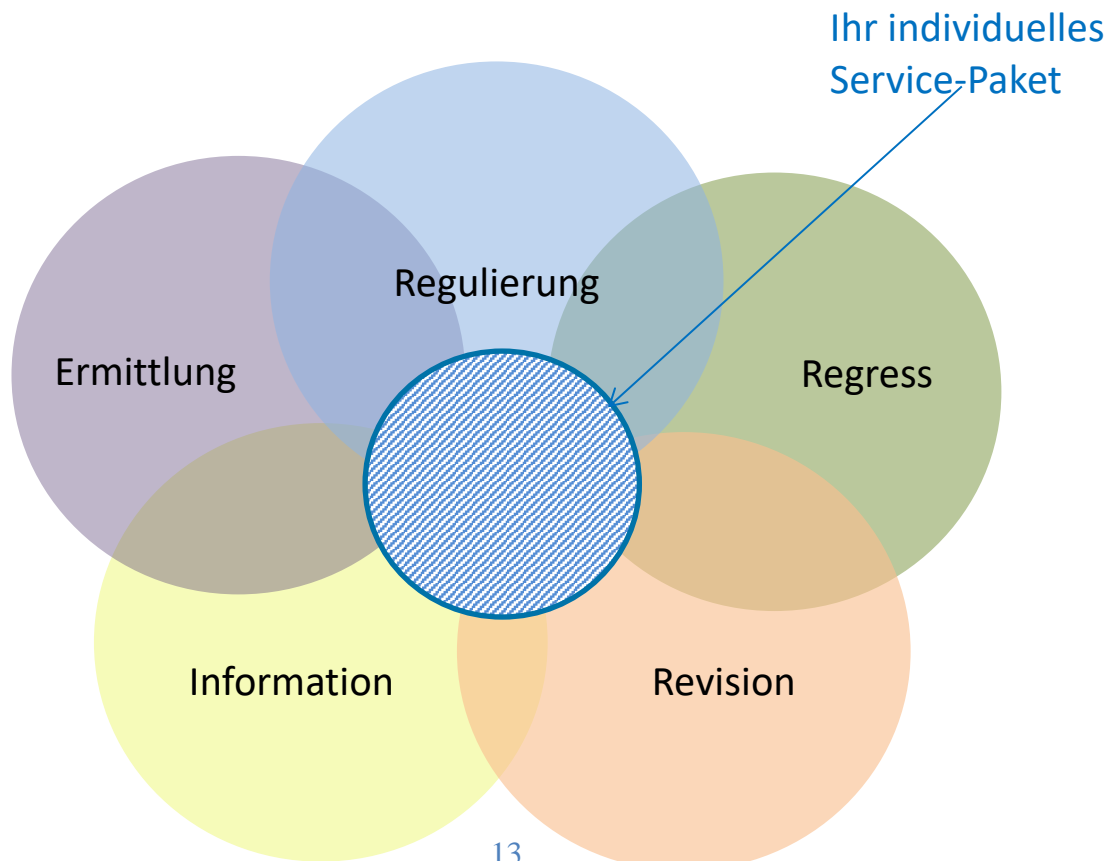 Ihr individuelles
Service-Paket
Regulierung
Ermittlung
Regress
Information
Revision
13